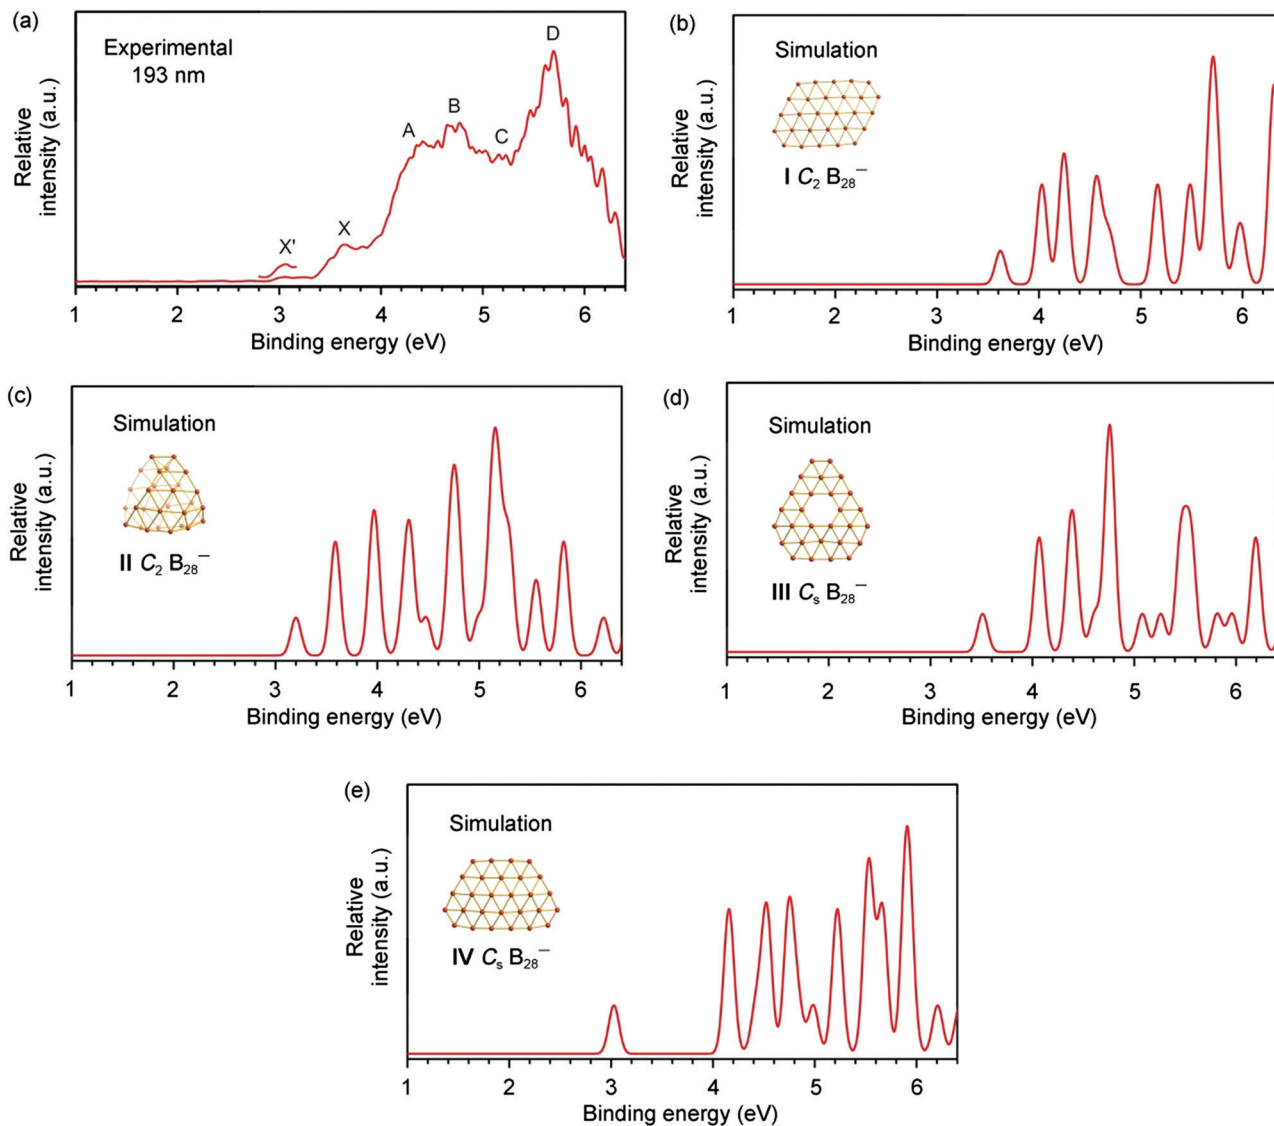 (a)
Experimental
193 nm
X'
X
A
B
C
D
Relative
intensity (a.u.)
1 2 3 4 5 6
Binding energy (eV)
(b)
Simulation
I C₂ B₂₈⁻
Relative
intensity (a.u.)
1 2 3 4 5 6
Binding energy (eV)
(c)
Simulation
II C₂ B₂₈⁻
Relative
intensity (a.u.)
1 2 3 4 5 6
Binding energy (eV)
(d)
Simulation
III Cₛ B₂₈⁻
Relative
intensity (a.u.)
1 2 3 4 5 6
Binding energy (eV)
(e)
Simulation
IV Cₛ B₂₈⁻
Relative
intensity (a.u.)
1 2 3 4 5 6
Binding energy (eV)